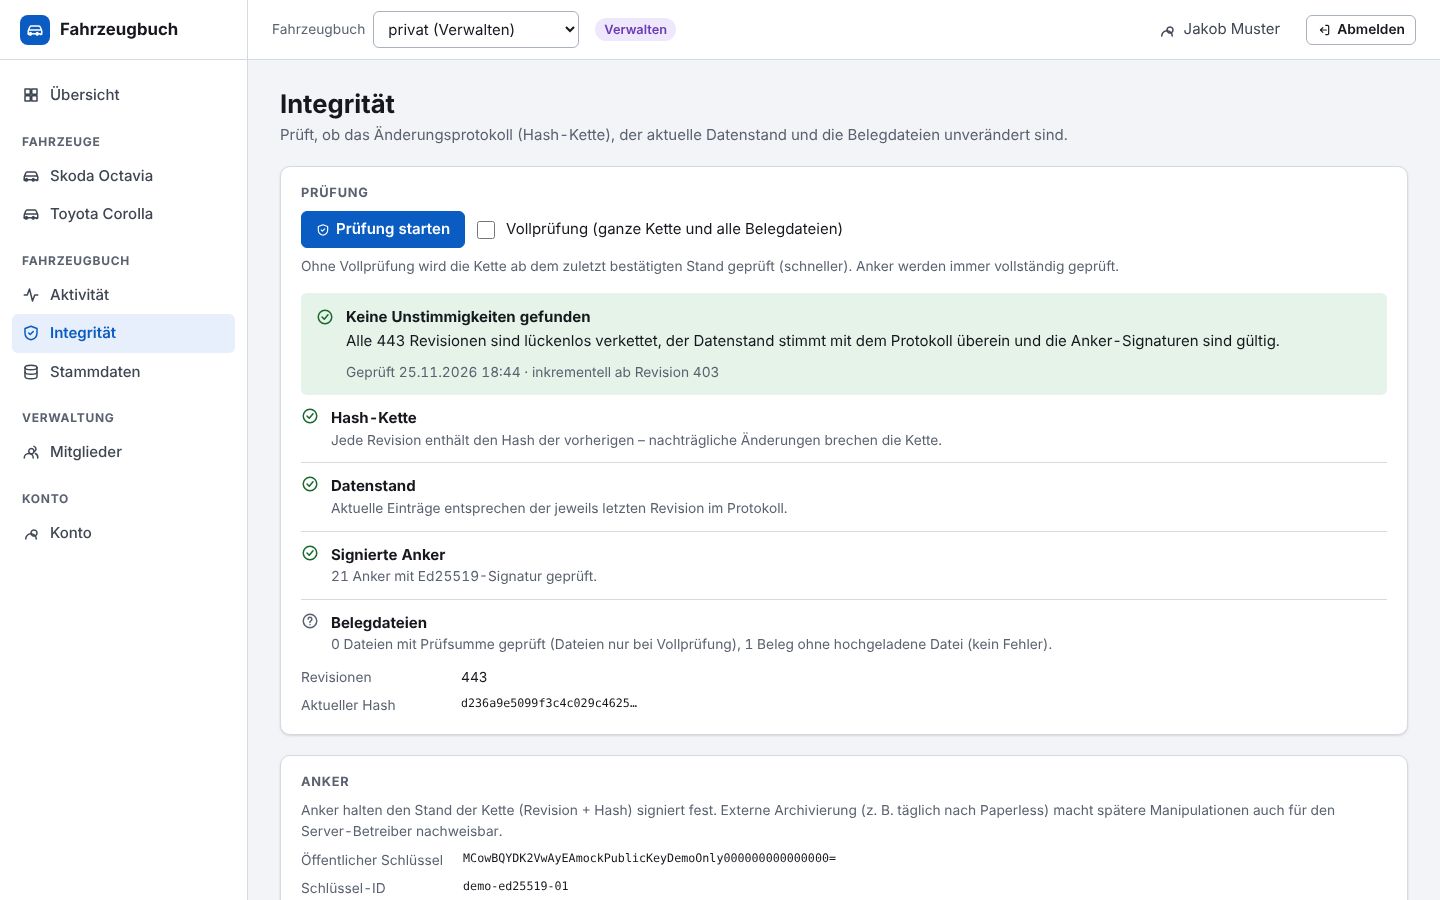 Fahrzeugbuch
Fahrzeugbuch
privat (Verwalten)
Verwalten
Jakob Muster
Abmelden
Übersicht
FAHRZEUGE
Skoda Octavia
Toyota Corolla
FAHRZEUGBUCH
Aktivität
Integrität
Stammdaten
VERWALTUNG
Mitglieder
KONTO
Konto
Integrität
Prüft, ob das Änderungsprotokoll (Hash-Kette), der aktuelle Datenstand und die Belegdateien unverändert sind.
PRÜFUNG
Prüfung starten
Vollprüfung (ganze Kette und alle Belegdateien)
Ohne Vollprüfung wird die Kette ab dem zuletzt bestätigten Stand geprüft (schneller). Anker werden immer vollständig geprüft.
Keine Unstimmigkeiten gefunden
Alle 443 Revisionen sind lückenlos verkettet, der Datenstand stimmt mit dem Protokoll überein und die Anker-Signaturen sind gültig.
Geprüft 25.11.2026 18:44 · inkrementell ab Revision 403
Hash-Kette
Jede Revision enthält den Hash der vorherigen – nachträgliche Änderungen brechen die Kette.
Datenstand
Aktuelle Einträge entsprechen der jeweils letzten Revision im Protokoll.
Signierte Anker
21 Anker mit Ed25519-Signatur geprüft.
Belegdateien
0 Dateien mit Prüfsumme geprüft (Dateien nur bei Vollprüfung), 1 Beleg ohne hochgeladene Datei (kein Fehler).
Revisionen 443
Aktueller Hash d236a9e5099f3c4c029c4625…
ANKER
Anker halten den Stand der Kette (Revision + Hash) signiert fest. Externe Archivierung (z. B. täglich nach Paperless) macht spätere Manipulationen auch für den
Server-Betreiber nachweisbar.
Öffentlicher Schlüssel MCowBQYDK2VwAyEAmockPublicKeyDemoOnly000000000000000=
Schlüssel-ID demo-ed25519-01